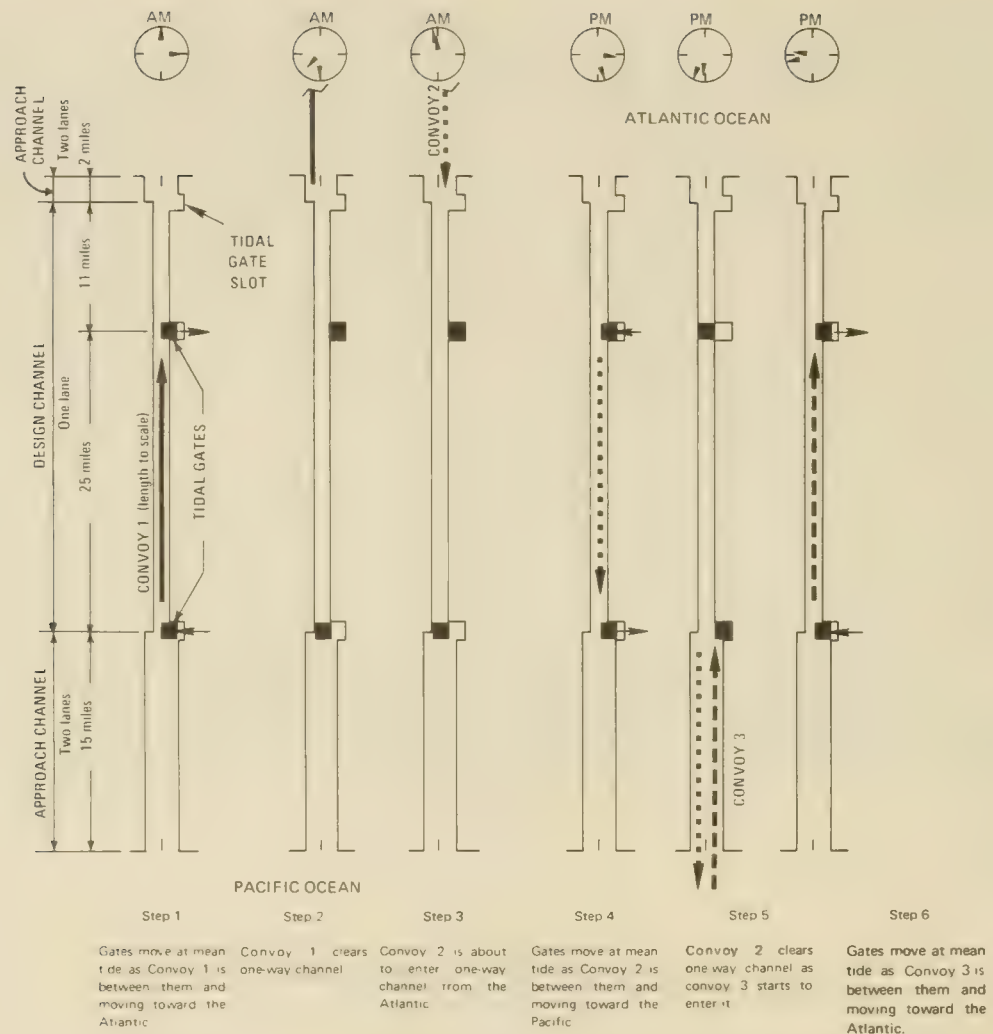 AM
AM
AM
PM
PM
PM
ATLANTIC OCEAN
APPROACH
CHANNEL
Two lanes
2 miles
CONVOY 2
TIDAL
GATE
SLOT
11 miles
DESIGN CHANNEL
One lane
25 miles
CONVOY 1 (length to scale)
TIDAL GATES
APPROACH CHANNEL
Two lanes
15 miles
CONVOY 3
PACIFIC OCEAN
Step 1
Step 2
Step 3
Step 4
Step 5
Step 6
Gates move at mean
tide as Convoy 1 is
between them and
moving toward the
Atlantic
Convoy 1 clears
one-way channel
Convoy 2 is about
to enter one-way
channel from the
Atlantic
Gates move at mean
tide as Convoy 2 is
between them and
moving toward the
Pacific
Convoy 2 clears
one way channel as
convoy 3 starts to
enter it
Gates move at mean
tide as Convoy 3 is
between them and
moving toward the
Atlantic.